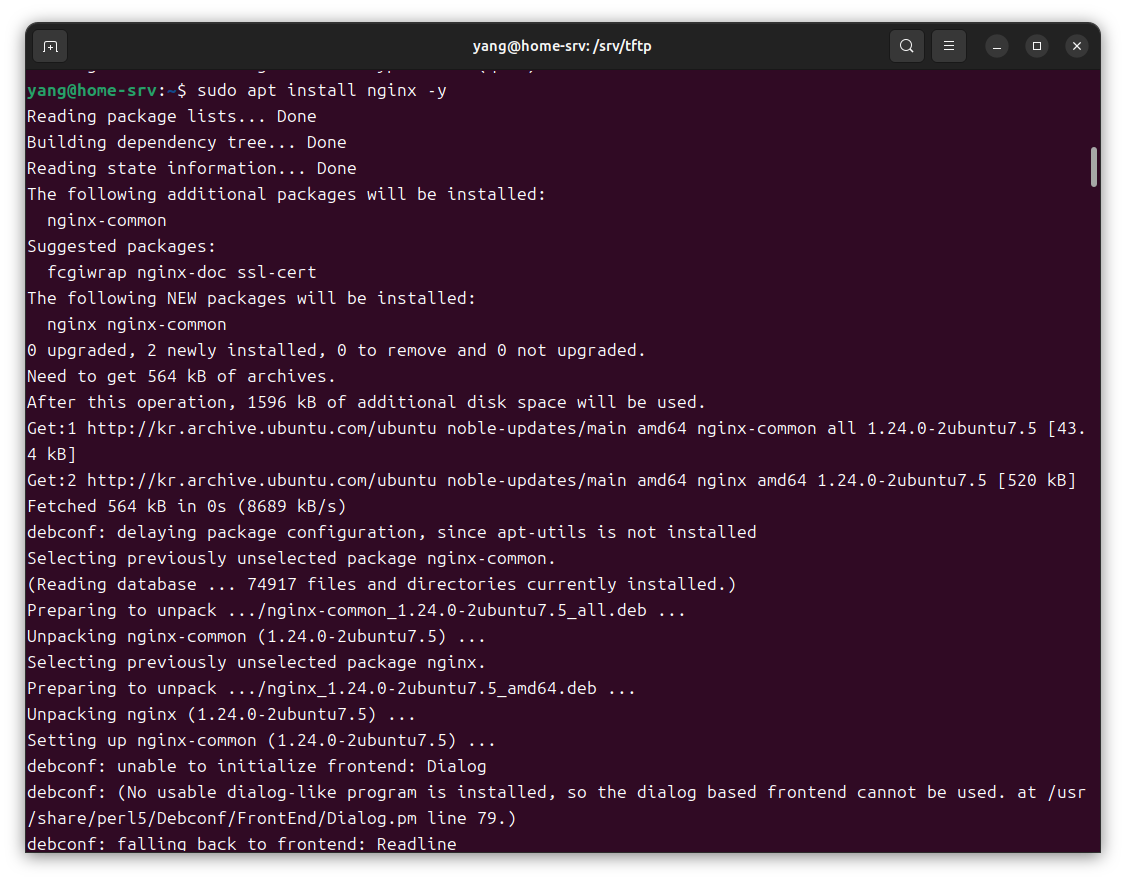 yang@home-srv: /srv/tftp
yang@home-srv:~$ sudo apt install nginx -y
Reading package lists... Done
Building dependency tree... Done
Reading state information... Done
The following additional packages will be installed:
  nginx-common
Suggested packages:
  fcgiwrap nginx-doc ssl-cert
The following NEW packages will be installed:
  nginx nginx-common
0 upgraded, 2 newly installed, 0 to remove and 0 not upgraded.
Need to get 564 kB of archives.
After this operation, 1596 kB of additional disk space will be used.
Get:1 http://kr.archive.ubuntu.com/ubuntu noble-updates/main amd64 nginx-common all 1.24.0-2ubuntu7.5 [43.
4 kB]
Get:2 http://kr.archive.ubuntu.com/ubuntu noble-updates/main amd64 nginx amd64 1.24.0-2ubuntu7.5 [520 kB]
Fetched 564 kB in 0s (8689 kB/s)
debconf: delaying package configuration, since apt-utils is not installed
Selecting previously unselected package nginx-common.
(Reading database ... 74917 files and directories currently installed.)
Preparing to unpack .../nginx-common_1.24.0-2ubuntu7.5_all.deb ...
Unpacking nginx-common (1.24.0-2ubuntu7.5) ...
Selecting previously unselected package nginx.
Preparing to unpack .../nginx_1.24.0-2ubuntu7.5_amd64.deb ...
Unpacking nginx (1.24.0-2ubuntu7.5) ...
Setting up nginx-common (1.24.0-2ubuntu7.5) ...
debconf: unable to initialize frontend: Dialog
debconf: (No usable dialog-like program is installed, so the dialog based frontend cannot be used. at /usr
/share/perl5/Debconf/FrontEnd/Dialog.pm line 79.)
debconf: falling back to frontend: Readline